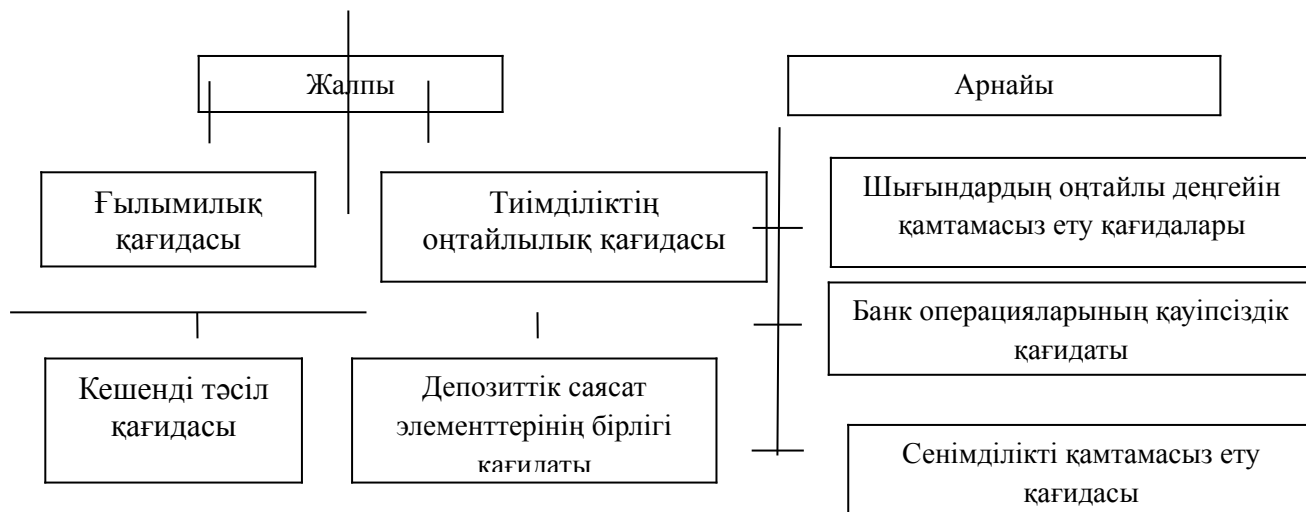 Жалпы
Арнайы
Ғылымилық
қағидасы
Тиімділіктің
оңтайлылық қағидасы
Шығындардың оңтайлы деңгейін
қамтамасыз ету қағидалары
Банк операцияларының қауіпсіздік
қағидаты
Кешенді тәсіл
қағидасы
Депозиттік саясат
элементтерінің бірлігі
қағидаты
Сенімділікті қамтамасыз ету
қағидасы